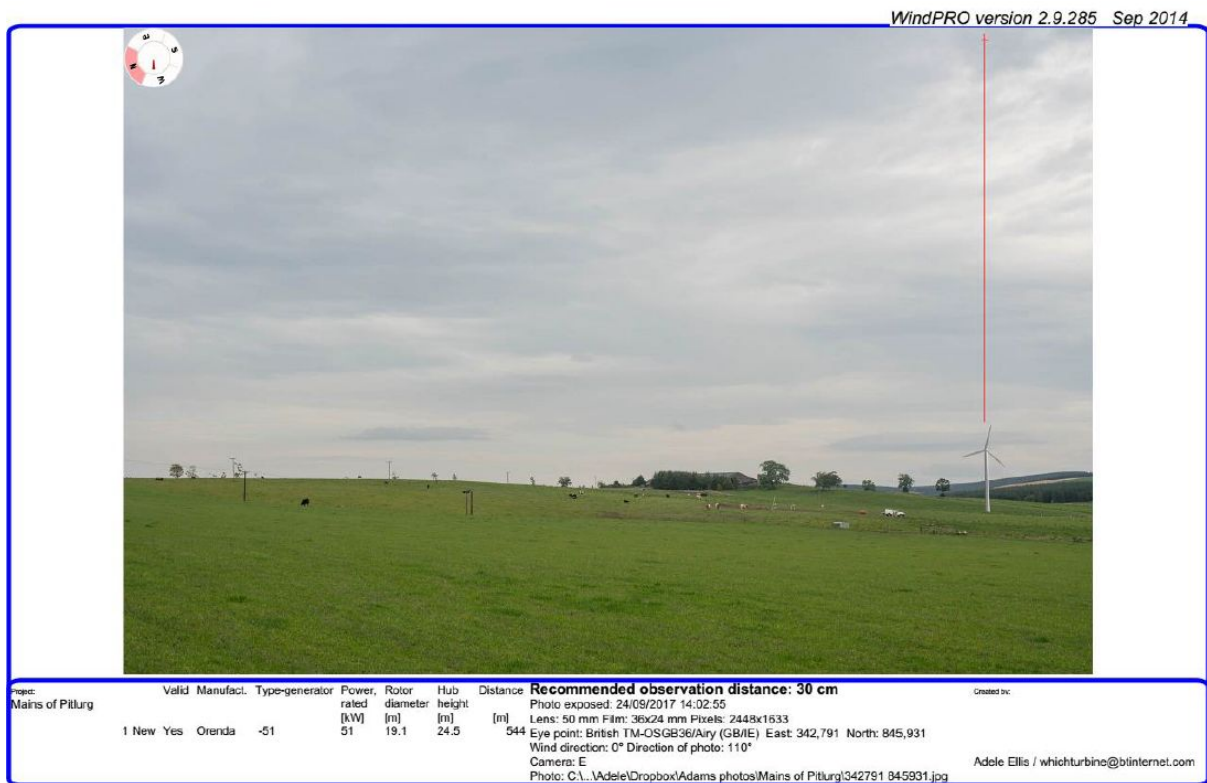 WindPRO version 2.9.285 Sep 2014
E S
N W
Project:
Mains of Pitlurg
Valid Manufact. Type-generator Power, Rotor Hub Distance
rated diameter height
[kW] [m] [m] [m]
1 New Yes Orenda -51 51 19.1 24.5 544
Recommended observation distance: 30 cm
Photo exposed: 24/09/2017 14:02:55
Lens: 50 mm Film: 36x24 mm Pixels: 2448x1633
Eye point: British TM-OSGB36/Airy (GB/IE) East: 342,791 North: 845,931
Wind direction: 0° Direction of photo: 110°
Camera: E
Photo: C:\...\Adele\Dropbox\Adams photos\Mains of Pitlurg\342791 845931.jpg
Created by:
Adele Ellis / whichturbine@btinternet.com